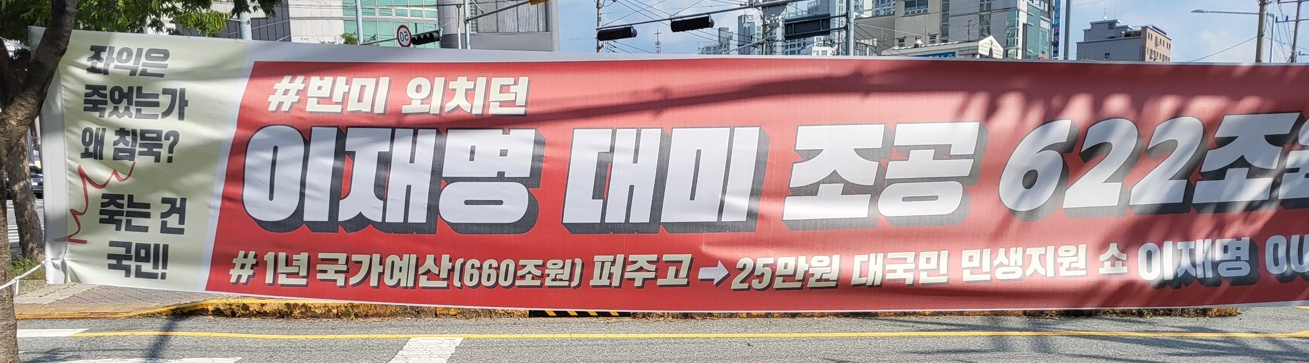 좌익은
죽었는가
왜 침묵?
죽는 건
국민!
#반미 외치던
이재명 대미 조공 622조
#1년 국가예산(660조원) 퍼주고→25만원 대국민 민생지원 쇼 이재명